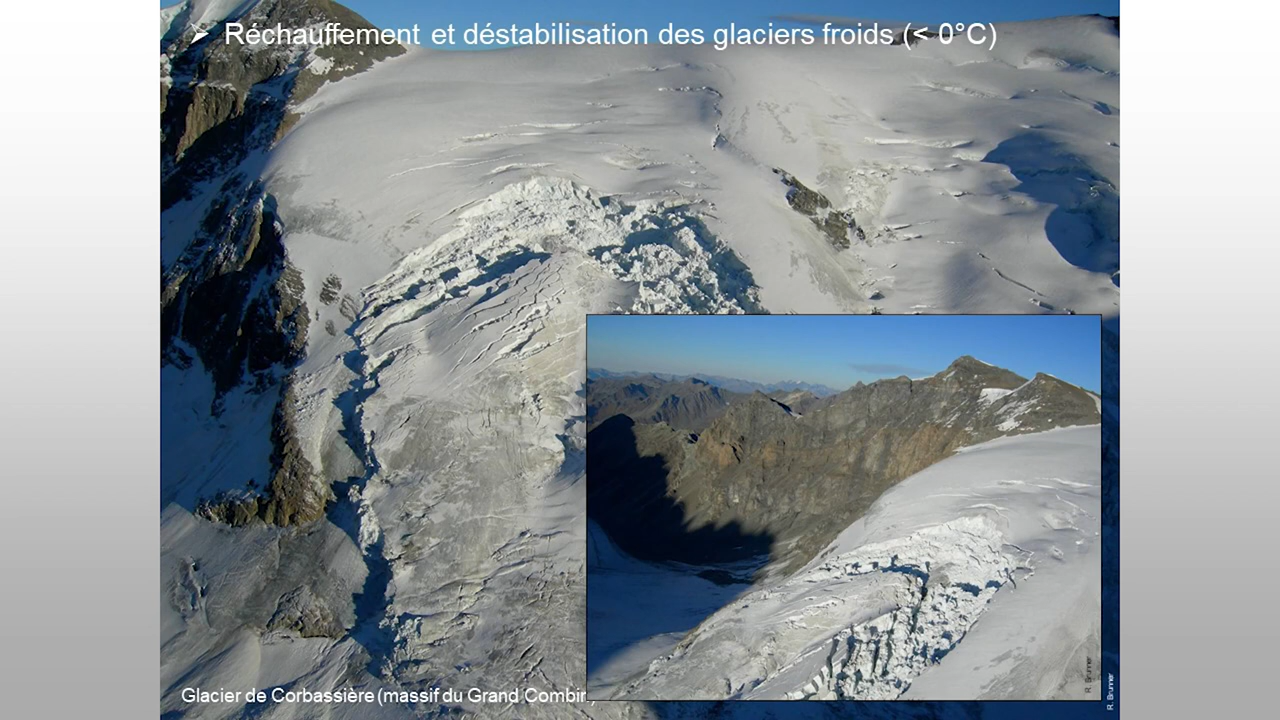 ➢ Réchauffement et déstabilisation des glaciers froids (< 0°C)
Glacier de Corbassière (massif du Grand Combin)
R. Brunner
R. Brunner